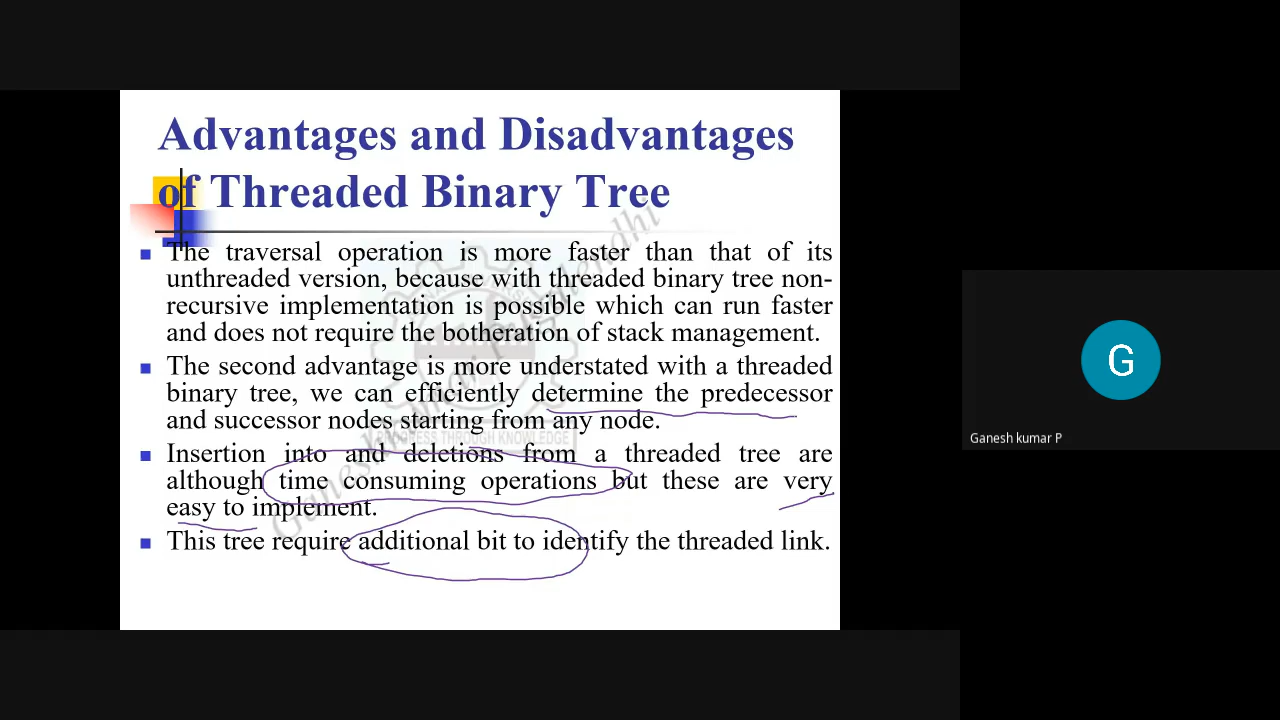 Advantages and Disadvantages
of Threaded Binary Tree
The traversal operation is more faster than that of its
unthreaded version, because with threaded binary tree non-
recursive implementation is possible which can run faster
and does not require the botheration of stack management.
The second advantage is more understated with a threaded
binary tree, we can efficiently determine the predecessor
and successor nodes starting from any node.
Insertion into and deletions from a threaded tree are
although time consuming operations but these are very
easy to implement.
This tree require additional bit to identify the threaded link.
PROGRESS THROUGH KNOWLEDGE
G
Ganesh kumar P